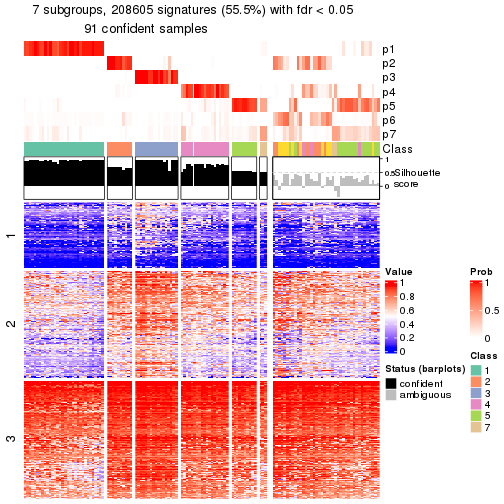 7 subgroups, 208605 signatures (55.5%) with fdr < 0.05
91 confident samples
p1
p2
p3
p4
p5
p6
p7
Class
1
0.5
0
Silhouette
score
1
2
3
Value
1
0.8
0.6
0.4
0.2
0
Prob
1
0.5
0
Status (barplots)
confident
ambiguous
Class
1
2
3
4
5
7